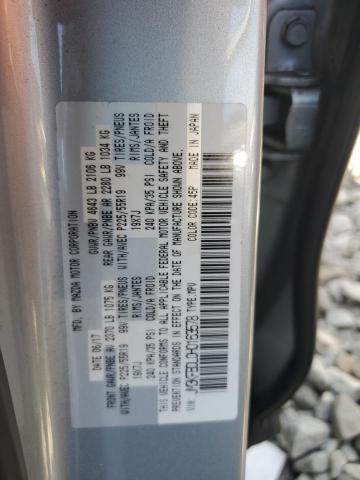 MFD. BY MAZDA MOTOR CORPORATION
DATE: 06/17
GVWR/PNBV 4643 LB 2106 KG
FRONT GAWR/PNBE AV 2370 LB 1075 KG
REAR GAWR/PNBE AR 2280 LB 1034 KG
WITH/AVEC P225/55R19 99V TIRES/PNEUS
WITH/AVEC P225/55R19 99V TIRES/PNEUS
19X7J RIMS/JANTES
19X7J RIMS/JANTES
240 KPA/35 PSI COLD/A FROID
240 KPA/35 PSI COLD/A FROID
THIS VEHICLE CONFORMS TO ALL APPLICABLE FEDERAL MOTOR VEHICLE SAFETY AND
THEFT PREVENTION STANDARDS IN EFFECT ON THE DATE OF MANUFACTURE SHOWN ABOVE.
VIN: TYPE: MPV
COLOR CODE: 45P MADE IN JAPAN